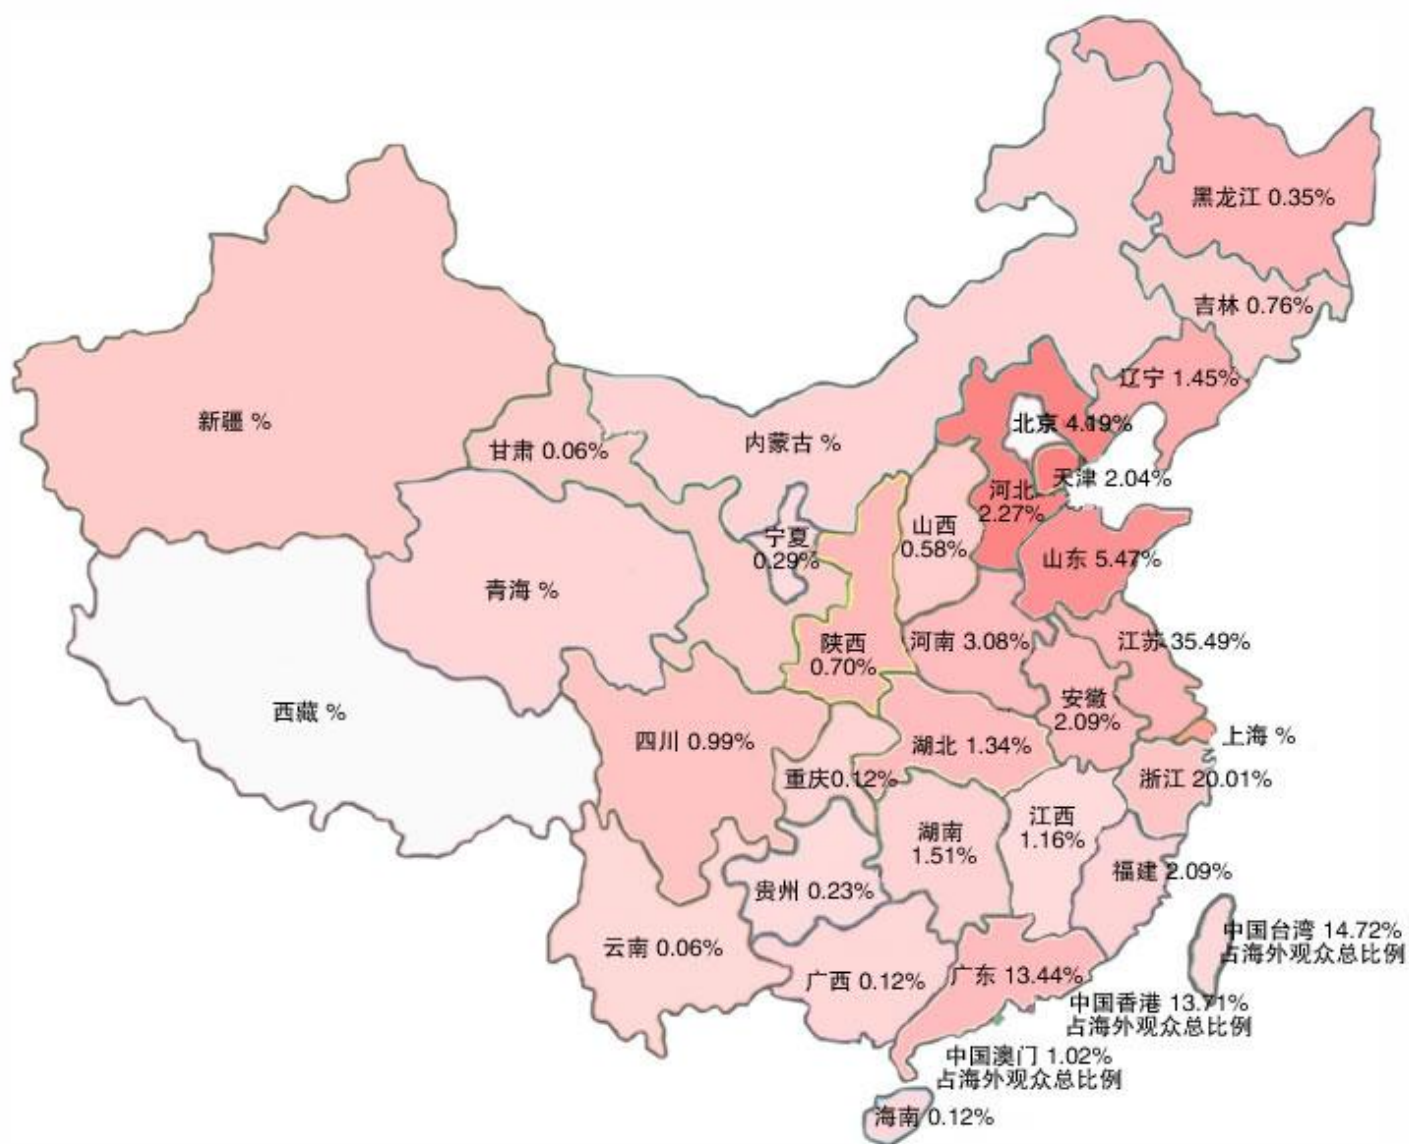 黑龙江 0.35%
吉林 0.76%
辽宁 1.45%
新疆 %
甘肃 0.06%
内蒙古 %
北京 4.19%
天津 2.04%
河北
2.27%
山西
0.58%
宁夏
0.29%
山东 5.47%
青海 %
陕西
0.70%
河南 3.08%
江苏 35.49%
西藏 %
安徽
2.09%
四川 0.99%
湖北 1.34%
上海 %
重庆0.12%
浙江 20.01%
湖南
1.51%
江西
1.16%
福建 2.09%
贵州 0.23%
云南 0.06%
广西 0.12%
广东 13.44%
中国台湾 14.72%
占海外观众总比例
中国香港 13.71%
占海外观众总比例
中国澳门 1.02%
占海外观众总比例
海南 0.12%